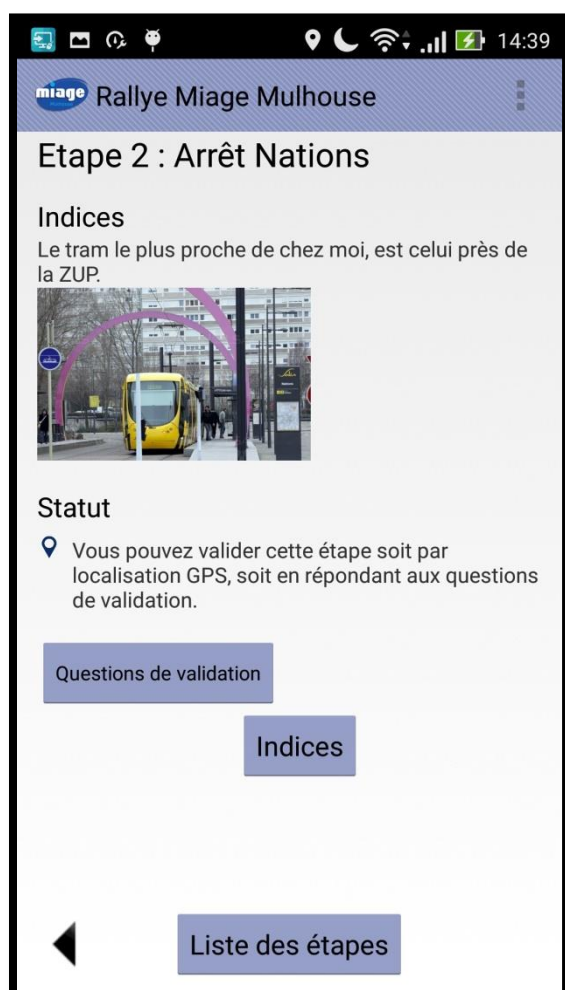 14:39
miage Rallye Miage Mulhouse
Etape 2 : Arrêt Nations
Indices
Le tram le plus proche de chez moi, est celui près de
la ZUP.
Statut
Vous pouvez valider cette étape soit par
localisation GPS, soit en répondant aux questions
de validation.
Questions de validation
Indices
Liste des étapes